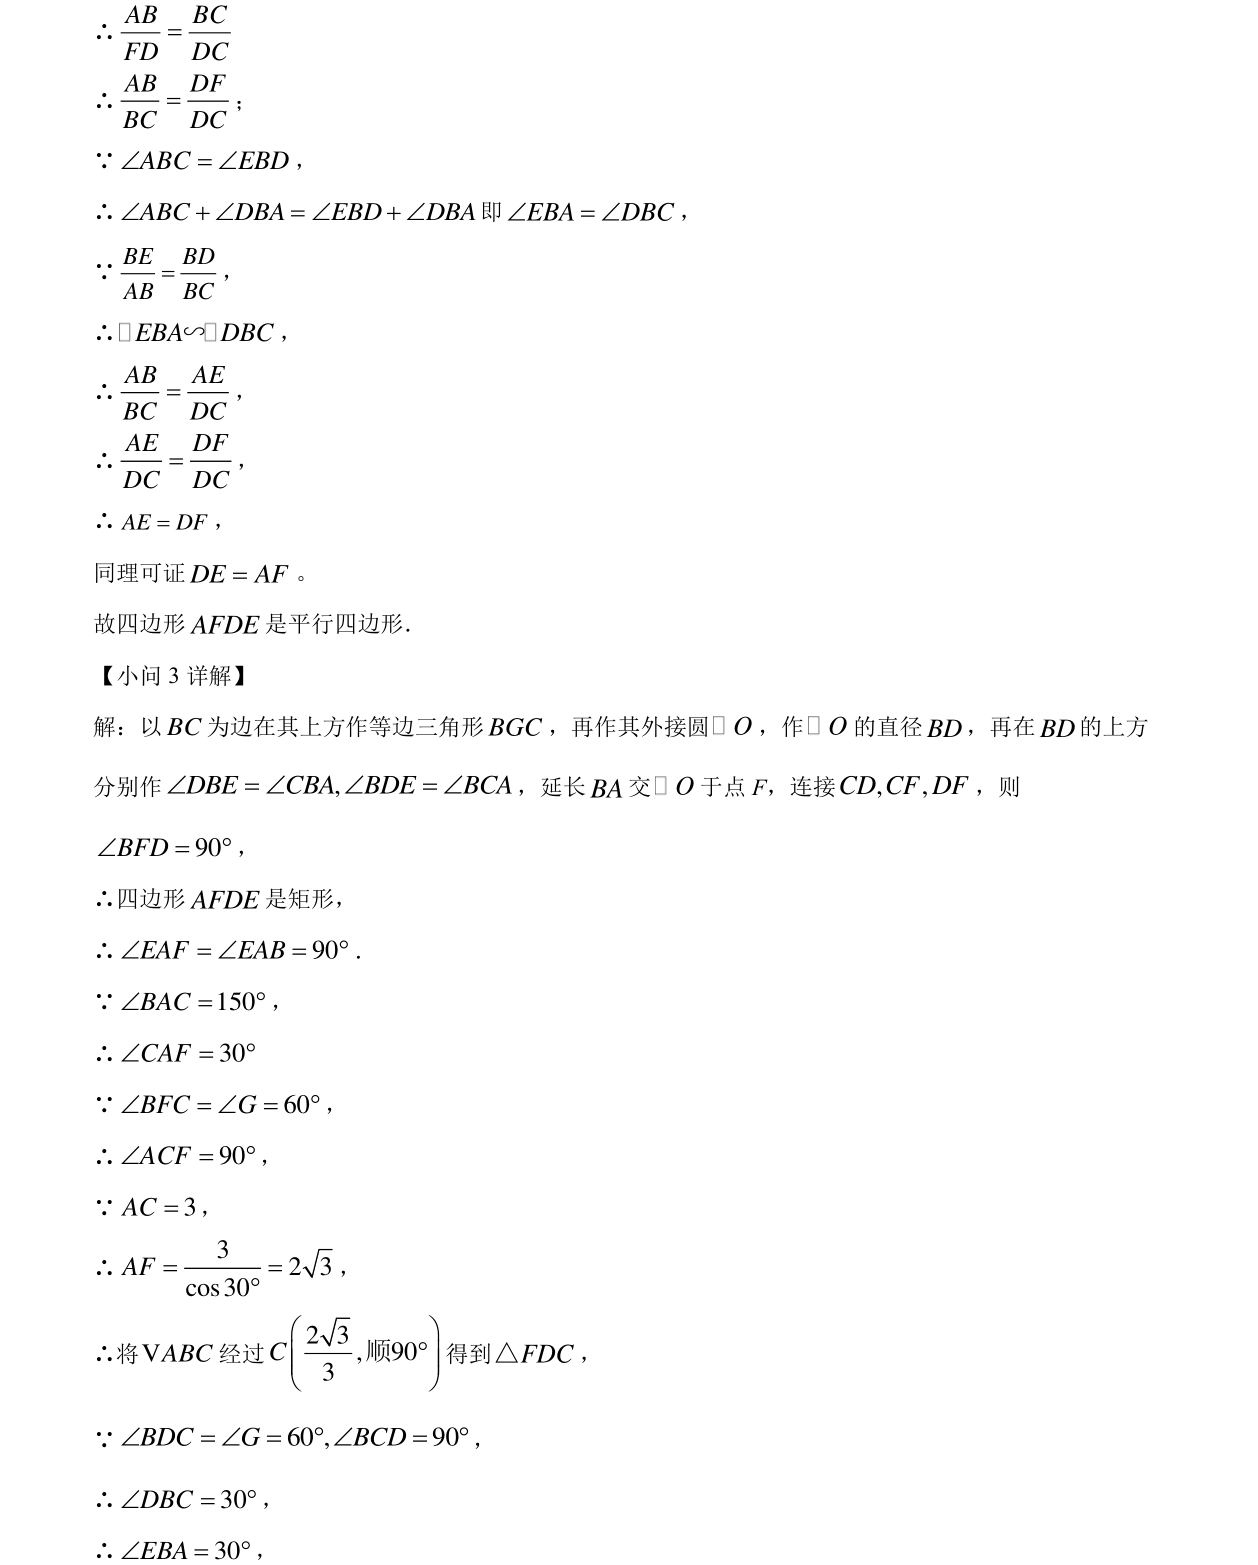 ∴ AB/FD = BC/DC
∴ AB/BC = DF/DC ；
∵ ∠ABC = ∠EBD ，
∴ ∠ABC + ∠DBA = ∠EBD + ∠DBA 即 ∠EBA = ∠DBC ，
∵ BE/AB = BD/BC ，
∴ □ EBA∽□ DBC ，
∴ AB/BC = AE/DC ，
∴ AE/DC = DF/DC ，
∴ AE = DF ，
同理可证 DE = AF 。
故四边形 AFDE 是平行四边形．
【小问 3 详解】
解：以 BC 为边在其上方作等边三角形 BGC ，再作其外接圆□ O ，作□ O 的直径 BD，再在 BD 的上方
分别作 ∠DBE = ∠CBA, ∠BDE = ∠BCA ，延长 BA 交□ O 于点 F，连接 CD, CF, DF ，则
∠BFD = 90° ，
∴四边形 AFDE 是矩形，
∴ ∠EAF = ∠EAB = 90° .
∵ ∠BAC = 150° ，
∴ ∠CAF = 30°
∵ ∠BFC = ∠G = 60° ，
∴ ∠ACF = 90° ，
∵ AC = 3 ，
∴ AF = 3/cos 30° = 2√3 ，
∴将 VABC 经过 C(2√3/3 , 顺90°) 得到 △FDC ，
∵ ∠BDC = ∠G = 60°, ∠BCD = 90° ，
∴ ∠DBC = 30° ，
∴ ∠EBA = 30° ，